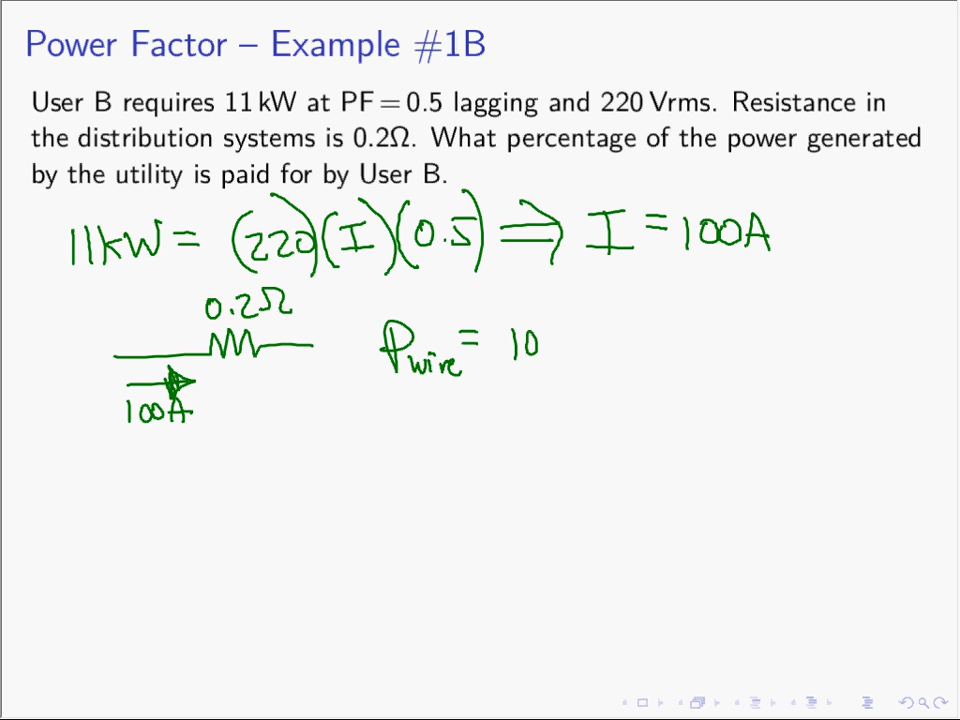 Power Factor – Example #1B
User B requires 11 kW at PF = 0.5 lagging and 220 Vrms. Resistance in
the distribution systems is 0.2Ω. What percentage of the power generated
by the utility is paid for by User B.
11kW = (220)(I)(0.5) ⟹ I = 100A
0.2Ω
Pwire = 10
100A